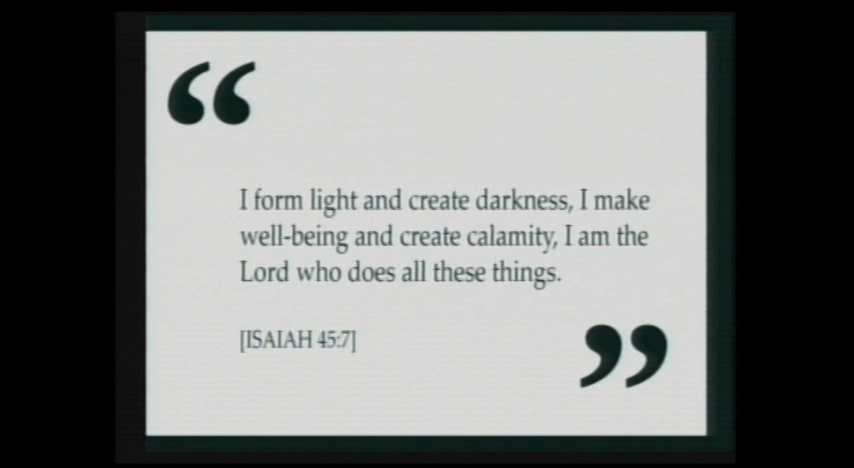 “
I form light and create darkness, I make
well-being and create calamity, I am the
Lord who does all these things.
[ISAIAH 45:7]
”